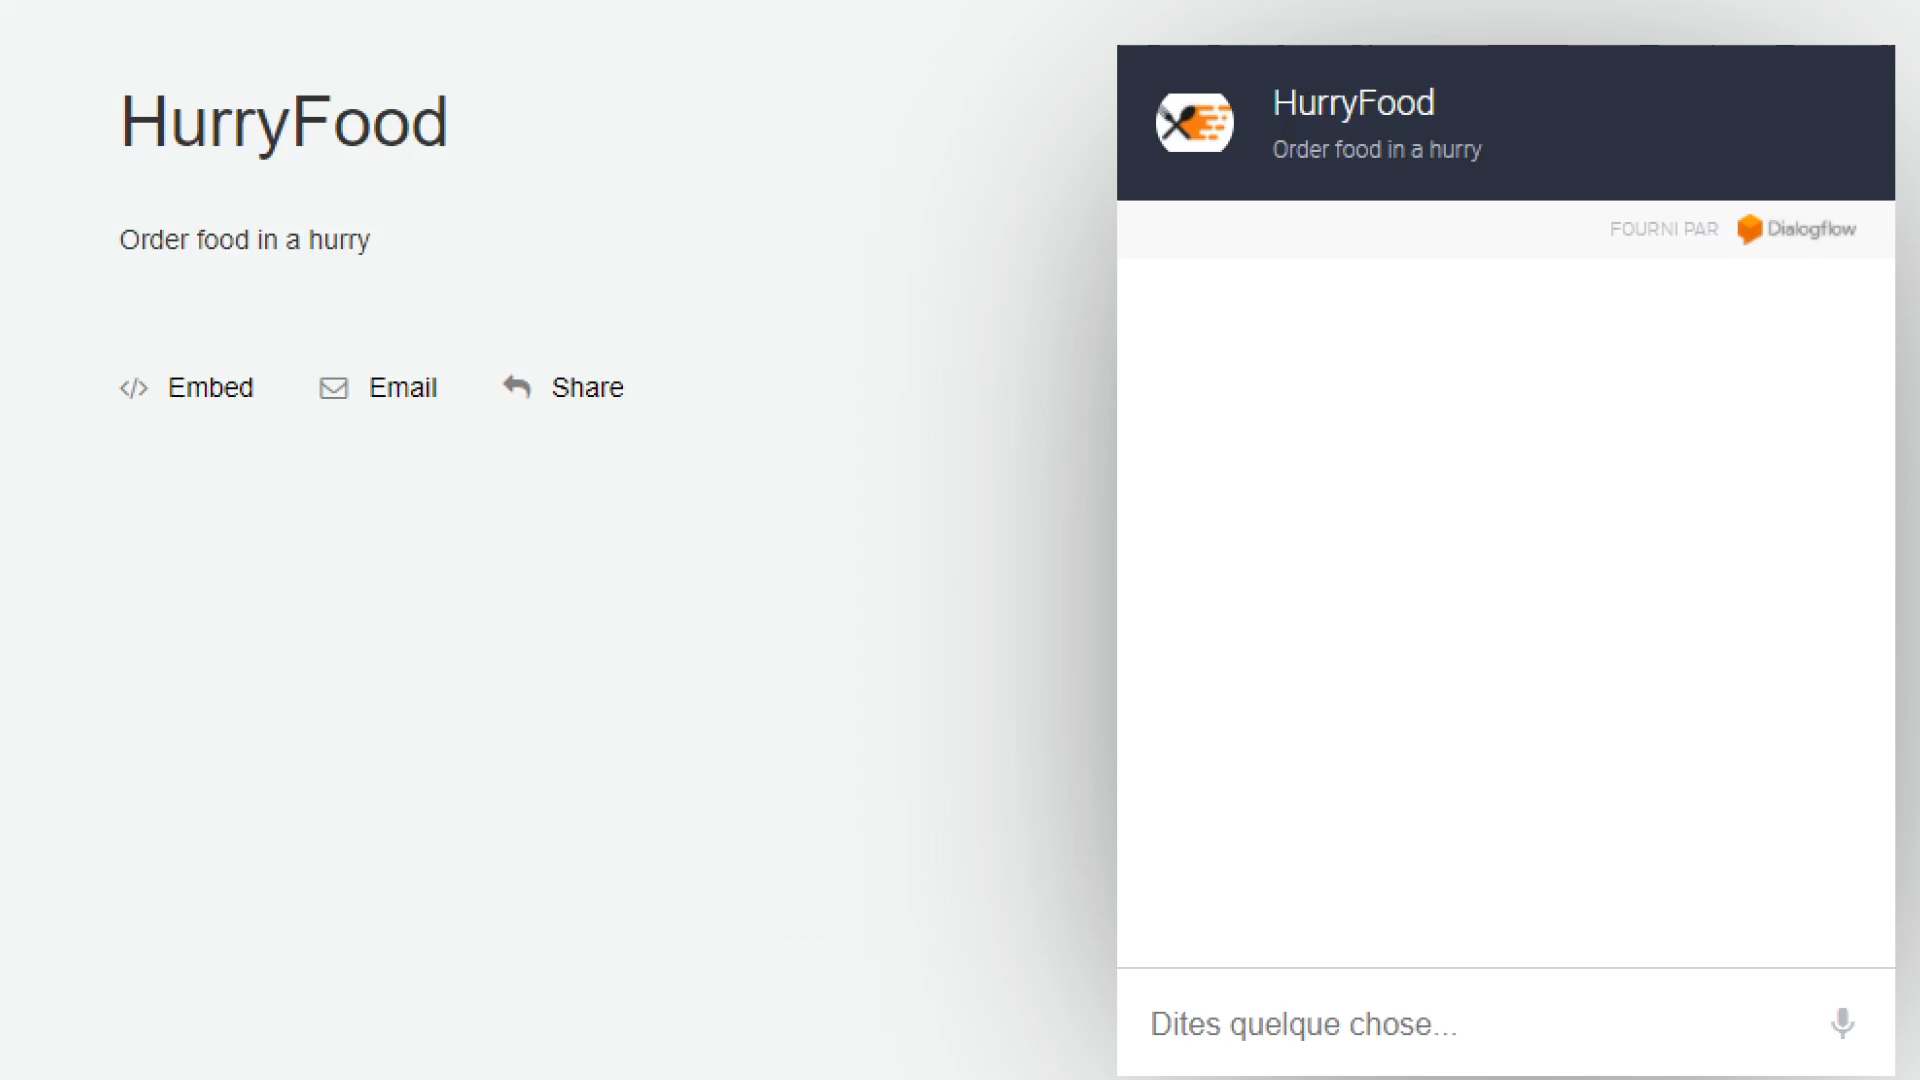 HurryFood
Order food in a hurry
Embed
Email
Share
HurryFood
Order food in a hurry
FOURNI PAR Dialogflow
Dites quelque chose...